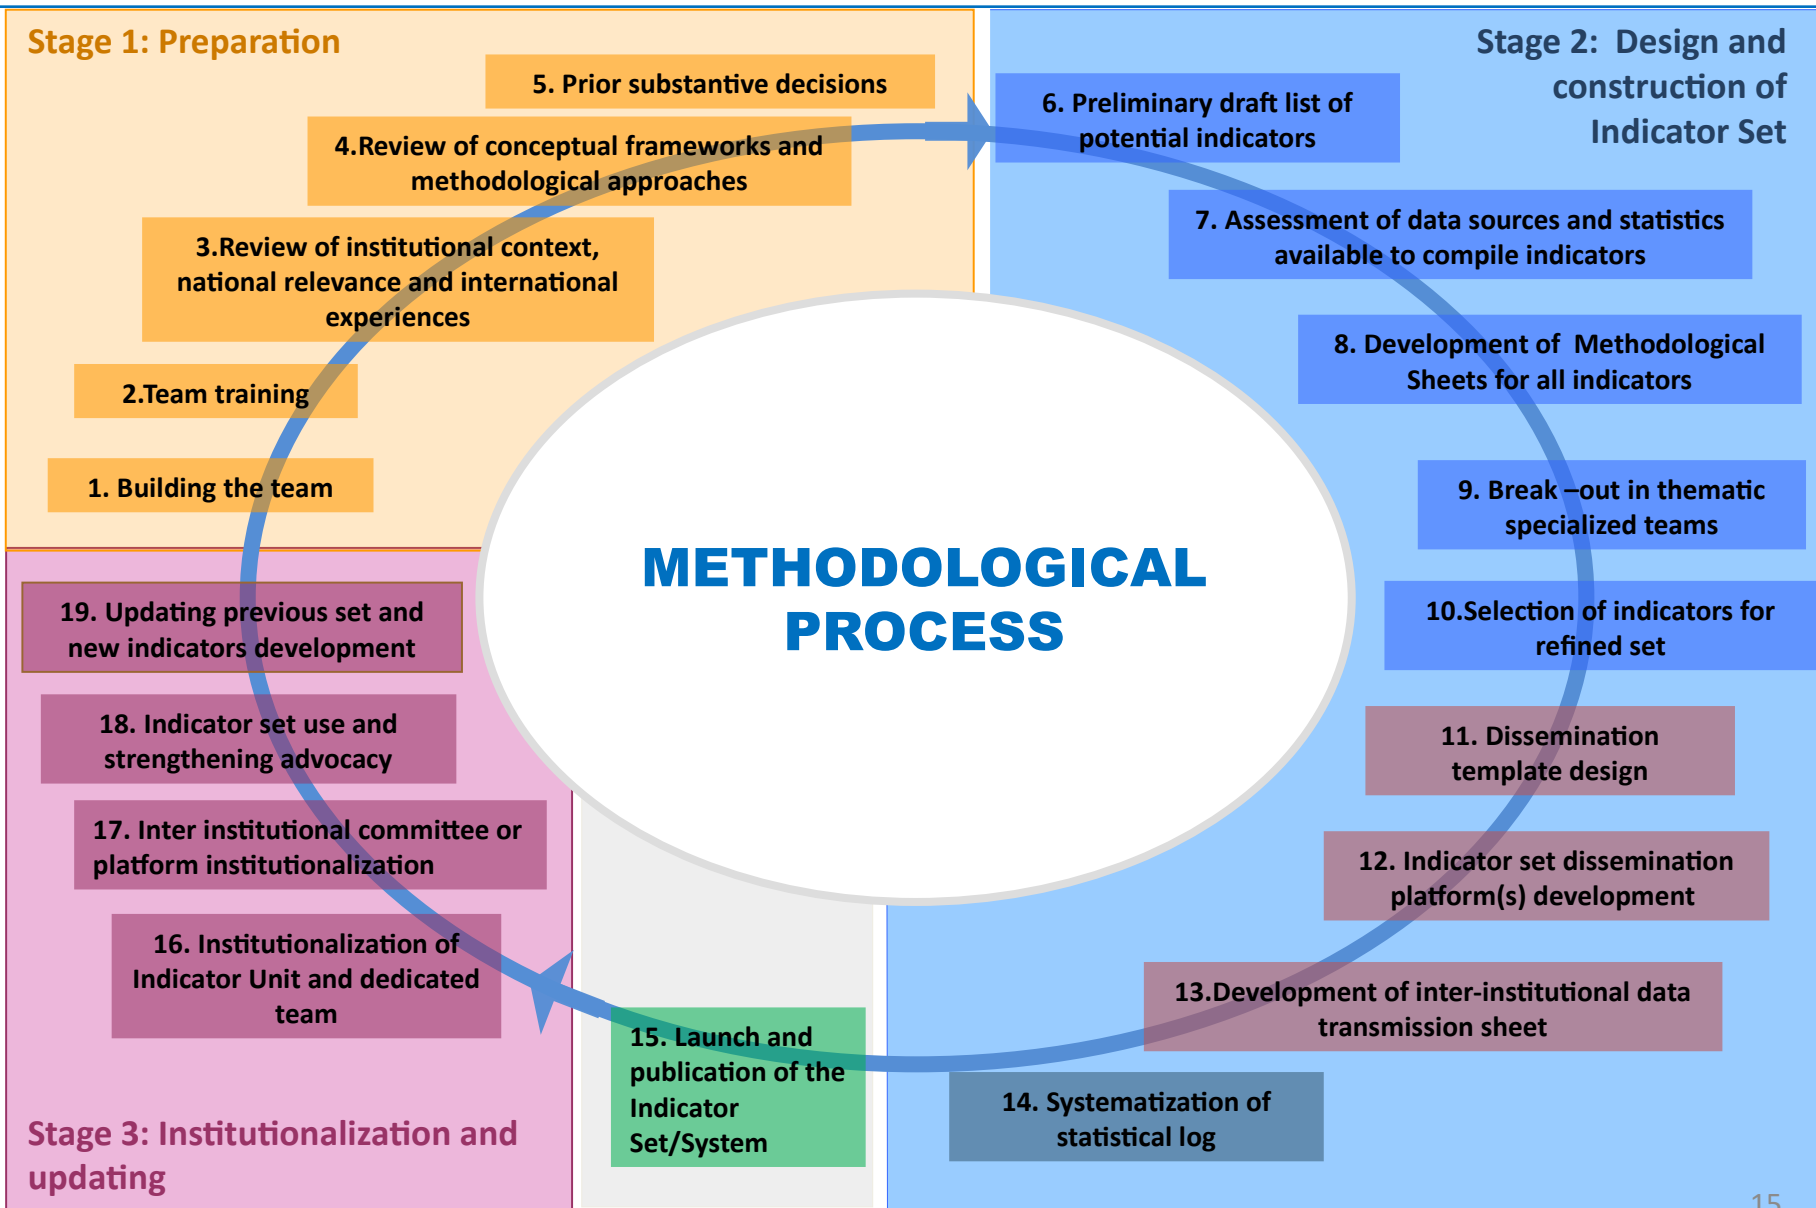 Stage 1: Preparation
Stage 2:  Design and
construction of
Indicator Set
5. Prior substantive decisions
4.Review of conceptual frameworks and
methodological approaches
3.Review of institutional context,
national relevance and international
experiences
2.Team training
1. Building the team
6. Preliminary draft list of
potential indicators
7. Assessment of data sources and statistics
available to compile indicators
8. Development of  Methodological
Sheets for all indicators
9. Break –out in thematic
specialized teams
10.Selection of indicators for
refined set
11. Dissemination
template design
12. Indicator set dissemination
platform(s) development
13.Development of inter-institutional data
transmission sheet
14. Systematization of
statistical log
15. Launch and
publication of the
Indicator
Set/System
METHODOLOGICAL
PROCESS
19. Updating previous set and
new indicators development
18. Indicator set use and
strengthening advocacy
17. Inter institutional committee or
platform institutionalization
16. Institutionalization of
Indicator Unit and dedicated
team
Stage 3: Institutionalization and
updating
15